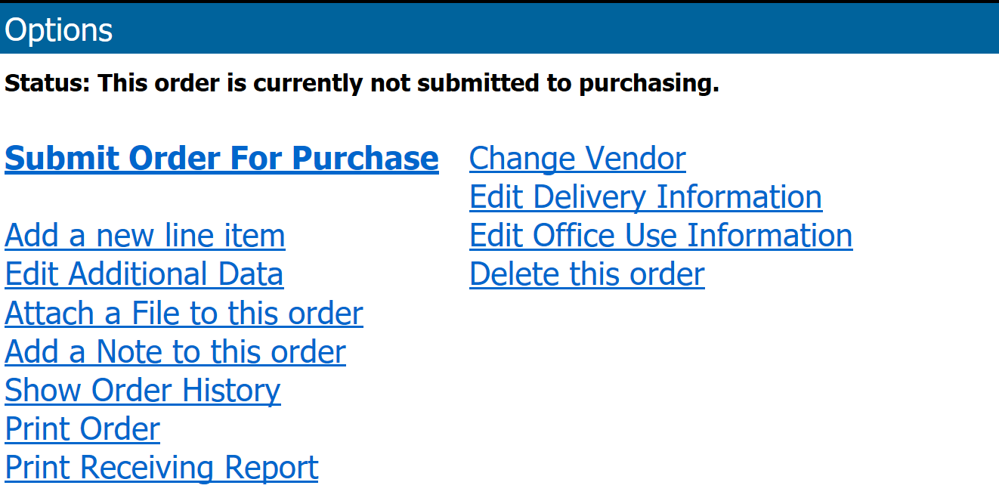 Options
Status: This order is currently not submitted to purchasing.
Submit Order For Purchase
Add a new line item
Edit Additional Data
Attach a File to this order
Add a Note to this order
Show Order History
Print Order
Print Receiving Report
Change Vendor
Edit Delivery Information
Edit Office Use Information
Delete this order